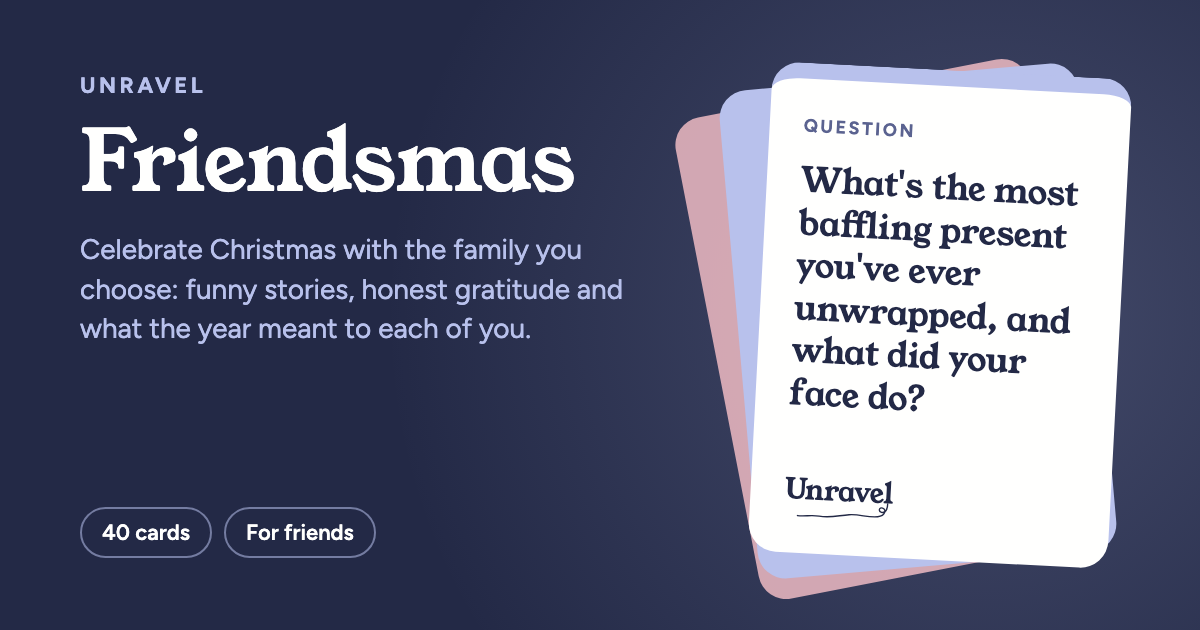 UNRAVEL
Friendsmas
Celebrate Christmas with the family you
choose: funny stories, honest gratitude and
what the year meant to each of you.
40 cards
For friends
QUESTION
What's the most
baffling present
you've ever
unwrapped, and
what did your
face do?
Unravel